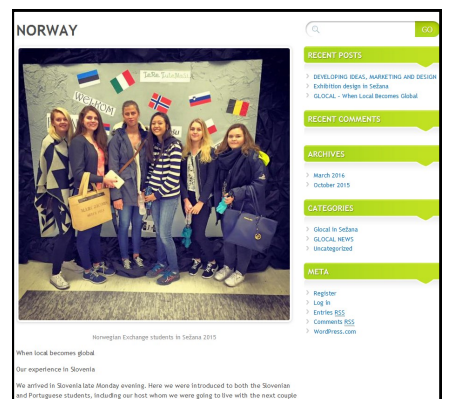 NORWAY
GO
WELKOM
Norwegian Exchange students in Sežana 2015
When local becomes global
Our experience in Slovenia
We arrived in Slovenia late Monday evening. Here we were introduced to both the Slovenian
and Portuguese students, including our host whom we were going to live with the next couple
RECENT POSTS
DEVELOPING IDEAS, MARKETING AND DESIGN
Exhibition design in Sežana
GLOCAL - When Local Becomes Global
RECENT COMMENTS
ARCHIVES
March 2016
October 2015
CATEGORIES
Glocal in Sežana
GLOCAL NEWS
Uncategorized
META
Register
Log in
Entries RSS
Comments RSS
WordPress.com